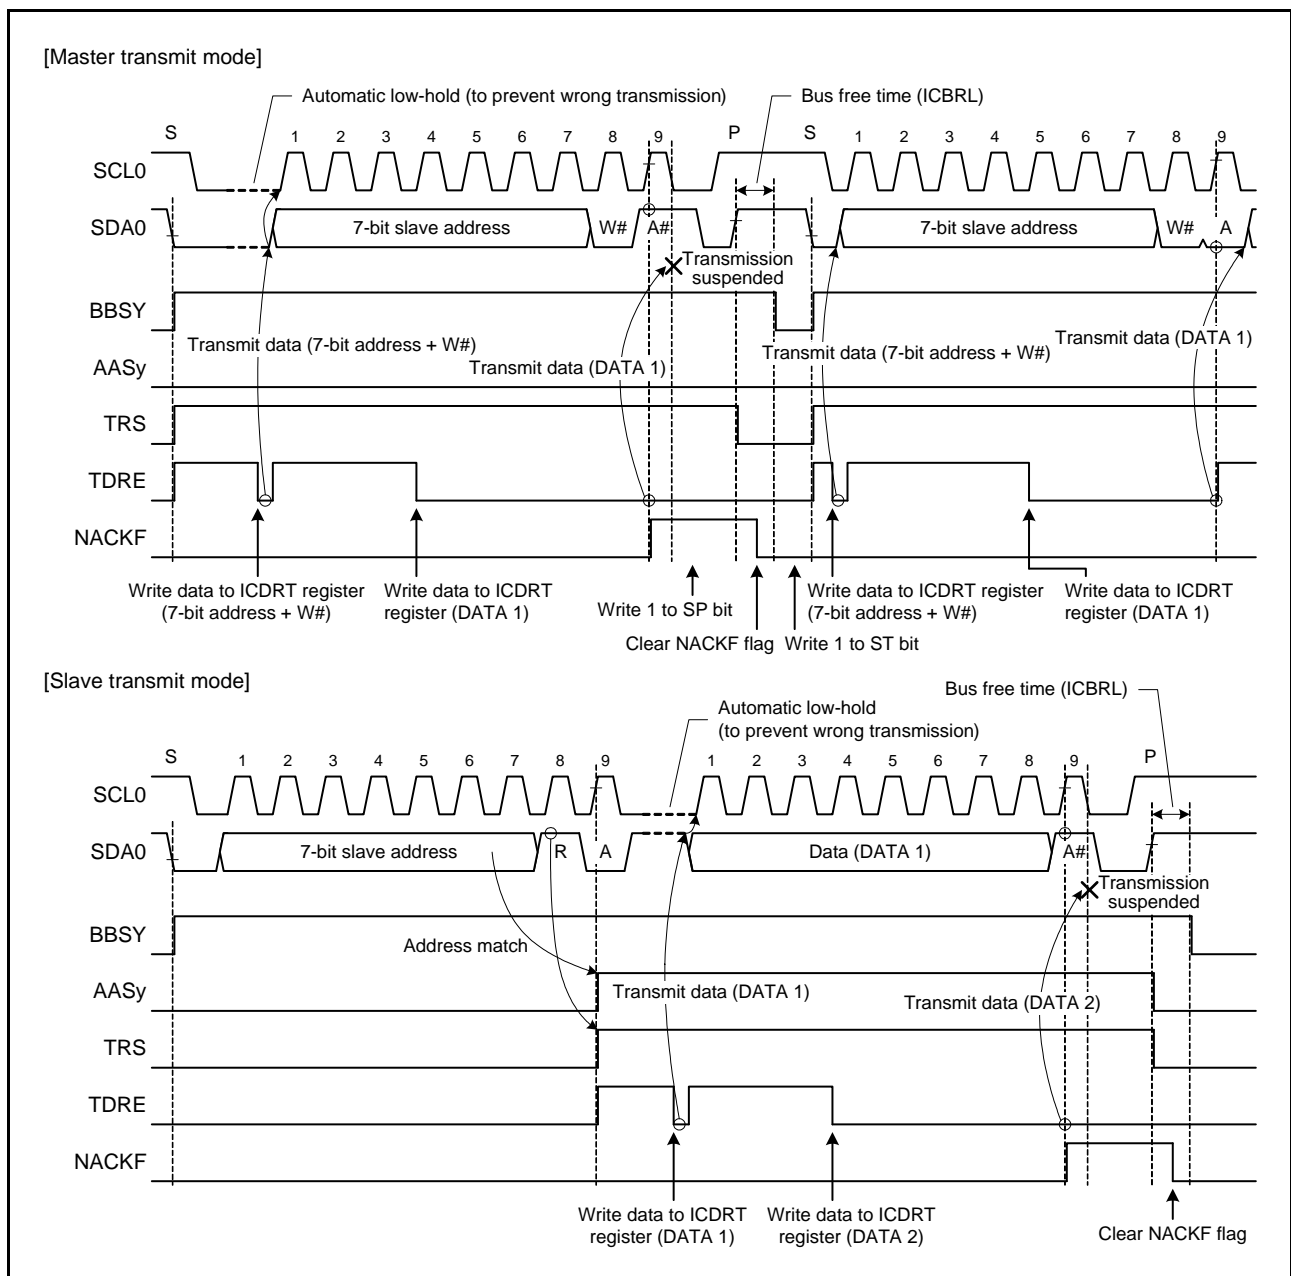 [Master transmit mode]
Automatic low-hold (to prevent wrong transmission)
Bus free time (ICBRL)
S 1 2 3 4 5 6 7 8 9 P S 1 2 3 4 5 6 7 8 9
SCL0
SDA0 7-bit slave address W# A# 7-bit slave address W# A
Transmission
suspended
BBSY
Transmit data (7-bit address + W#)
Transmit data (DATA 1)
Transmit data (7-bit address + W#)
Transmit data (DATA 1)
AASy
TRS
TDRE
NACKF
Write data to ICDRT register
(7-bit address + W#)
Write data to ICDRT
register (DATA 1)
Write 1 to SP bit
Clear NACKF flag
Write 1 to ST bit
Write data to ICDRT register
(7-bit address + W#)
Write data to ICDRT
register (DATA 1)
[Slave transmit mode]
Automatic low-hold
(to prevent wrong transmission)
Bus free time (ICBRL)
S 1 2 3 4 5 6 7 8 9 1 2 3 4 5 6 7 8 9 P
SCL0
SDA0 7-bit slave address R A Data (DATA 1) A#
Transmission
suspended
BBSY
Address match
AASy
Transmit data (DATA 1)
Transmit data (DATA 2)
TRS
TDRE
NACKF
Write data to ICDRT
register (DATA 1)
Write data to ICDRT
register (DATA 2)
Clear NACKF flag